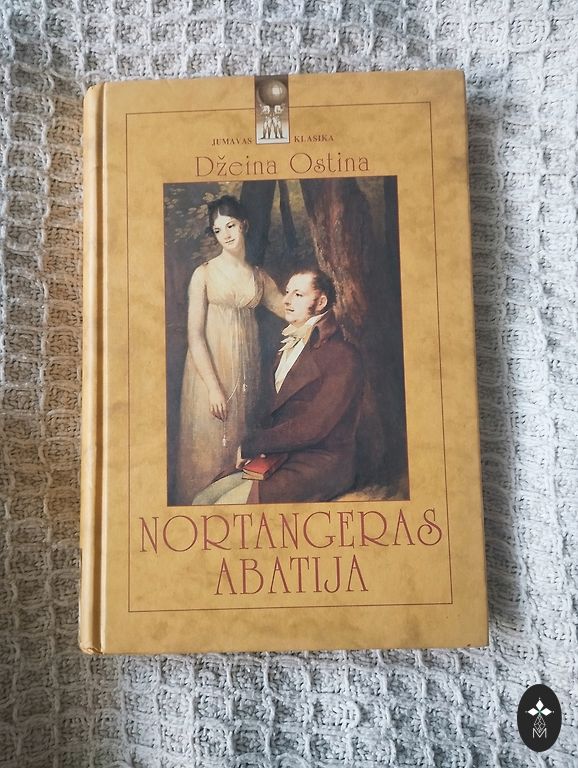 JUMAVAS KLASIKA
Džeina Ostina
NORTANGERAS
ABATIJA
M